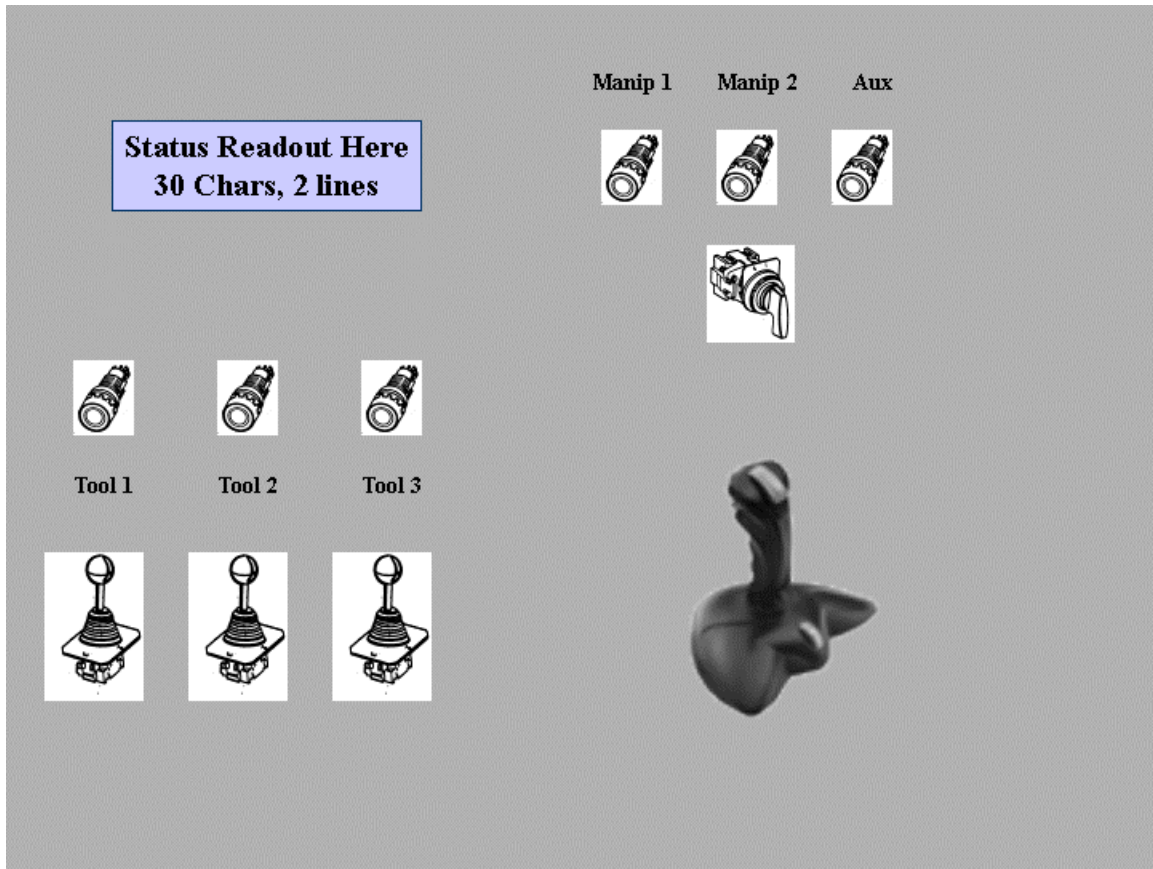 Manip 1 Manip 2 Aux
Status Readout Here
30 Chars, 2 lines
Tool 1 Tool 2 Tool 3